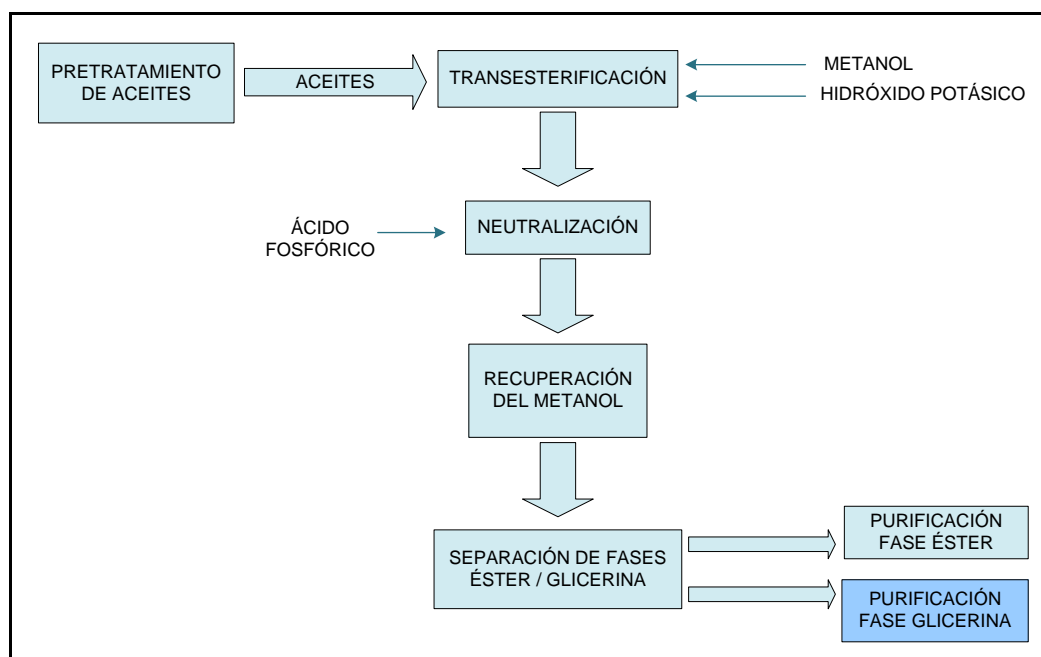 PRETRATAMIENTO
DE ACEITES
ACEITES
TRANSESTERIFICACIÓN
METANOL
HIDRÓXIDO POTÁSICO
ÁCIDO
FOSFÓRICO
NEUTRALIZACIÓN
RECUPERACIÓN
DEL METANOL
SEPARACIÓN DE FASES
ÉSTER / GLICERINA
PURIFICACIÓN
FASE ÉSTER
PURIFICACIÓN
FASE GLICERINA